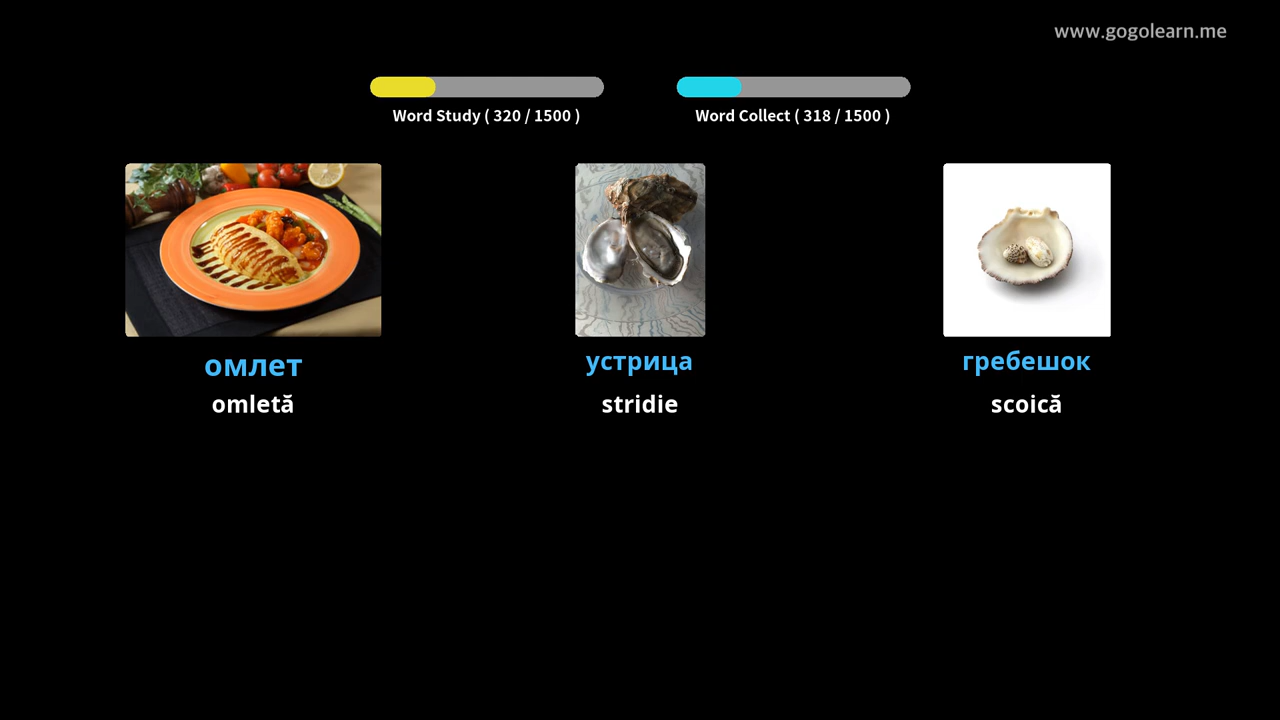 www.gogolearn.me
Word Study ( 320 / 1500 )
Word Collect ( 318 / 1500 )
омлет
устрица
гребешок
omletă
stridie
scoică